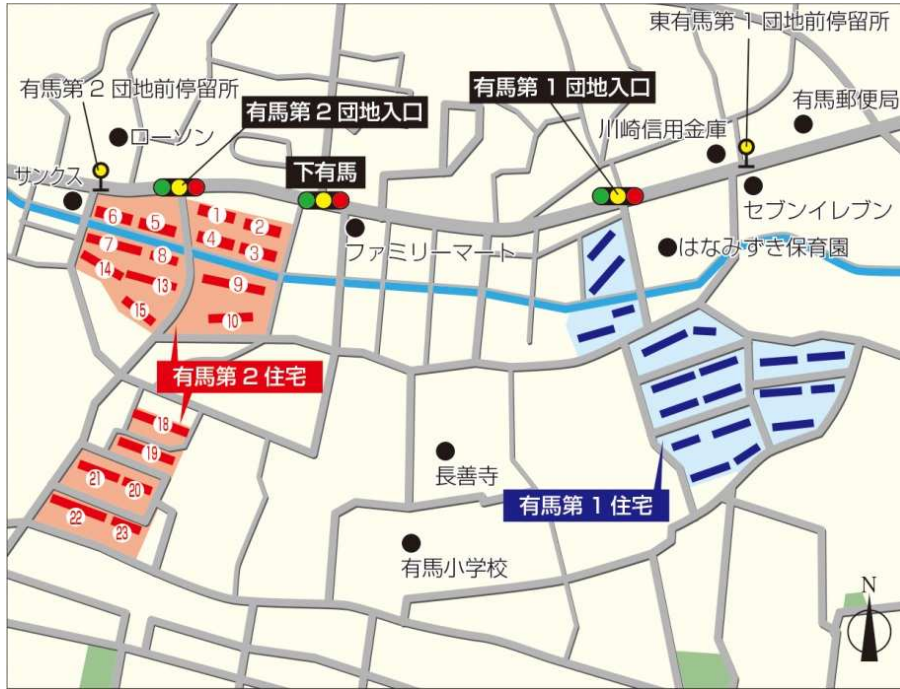 東有馬第1団地前停留所
有馬第2団地前停留所
有馬第1団地入口
有馬郵便局
有馬第2団地入口
川崎信用金庫
ローソン
下有馬
サンクス
セブンイレブン
ファミリーマート
はなみずき保育園
①
②
⑥
⑤
④
③
⑦
⑧
⑨
⑭
⑬
⑮
⑩
有馬第2住宅
⑱
⑲
㉑
⑳
㉒
㉓
長善寺
有馬第1住宅
有馬小学校
N